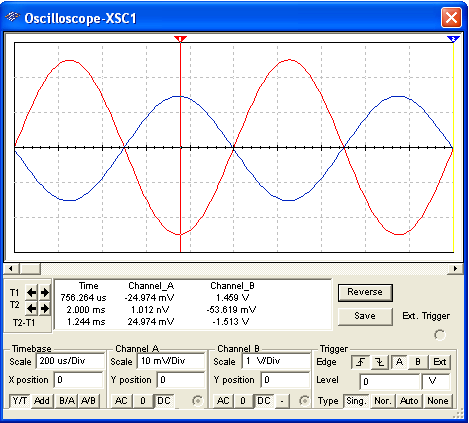 Oscilloscope-XSC1
1 2
Time Channel_A Channel_B
T1 756.264 us -24.974 mV 1.459 V
T2 2.000 ms 1.012 nV -53.619 mV
T2-T1 1.244 ms 24.974 mV -1.513 V
Reverse
Save
Ext. Trigger
Timebase
Scale 200 us/Div
X position 0
Y/T Add B/A A/B
Channel A
Scale 10 mV/Div
Y position 0
AC 0 DC
Channel B
Scale 1 V/Div
Y position 0
AC 0 DC -
Trigger
Edge A B Ext
Level 0 V
Type Sing. Nor. Auto None